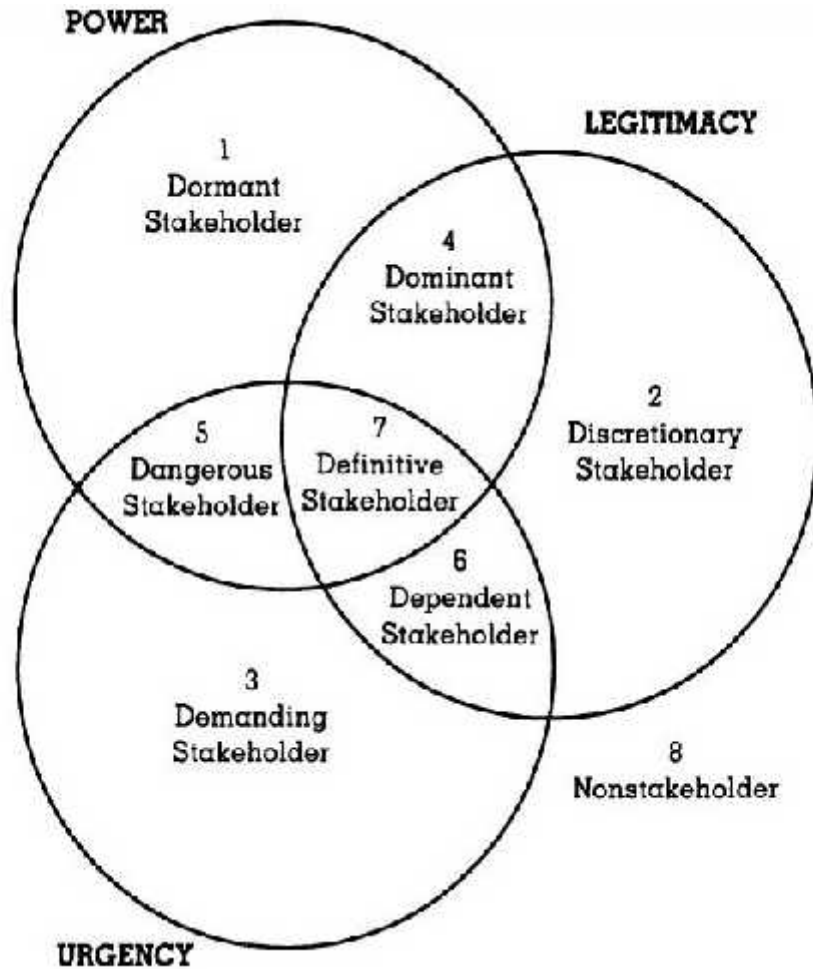 POWER
LEGITIMACY
1
Dormant
Stakeholder
4
Dominant
Stakeholder
2
Discretionary
Stakeholder
5
Dangerous
Stakeholder
7
Definitive
Stakeholder
6
Dependent
Stakeholder
3
Demanding
Stakeholder
8
Nonstakeholder
URGENCY